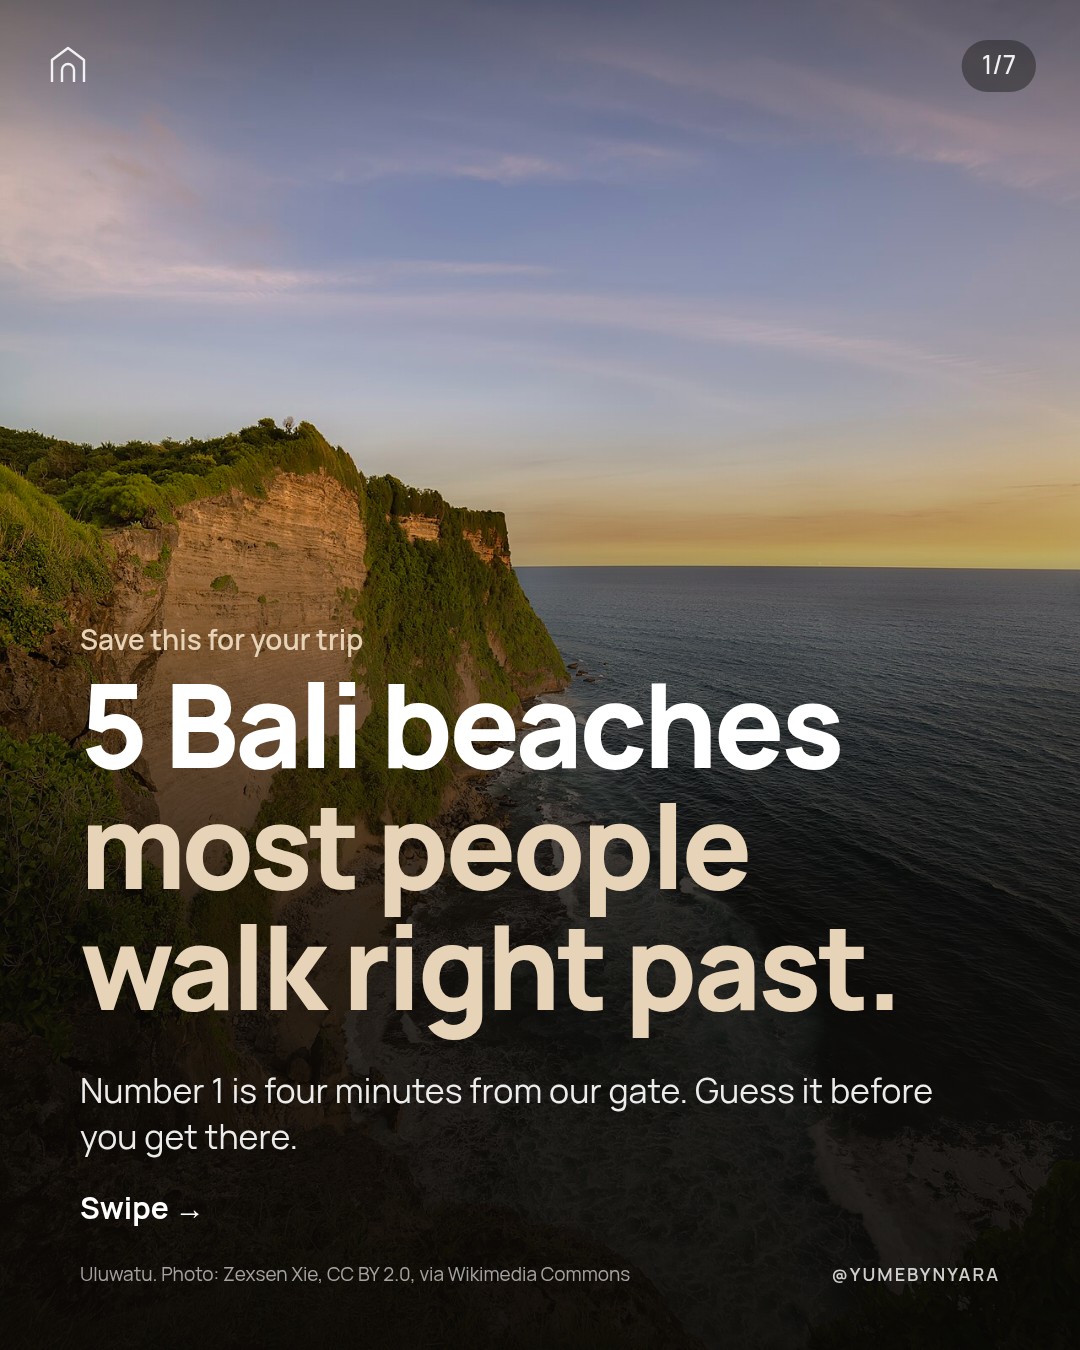 1/7
Save this for your trip
5 Bali beaches
most people
walk right past.
Number 1 is four minutes from our gate. Guess it before
you get there.
Swipe →
Uluwatu. Photo: Zexsen Xie, CC BY 2.0, via Wikimedia Commons
@YUMEBYNYARA